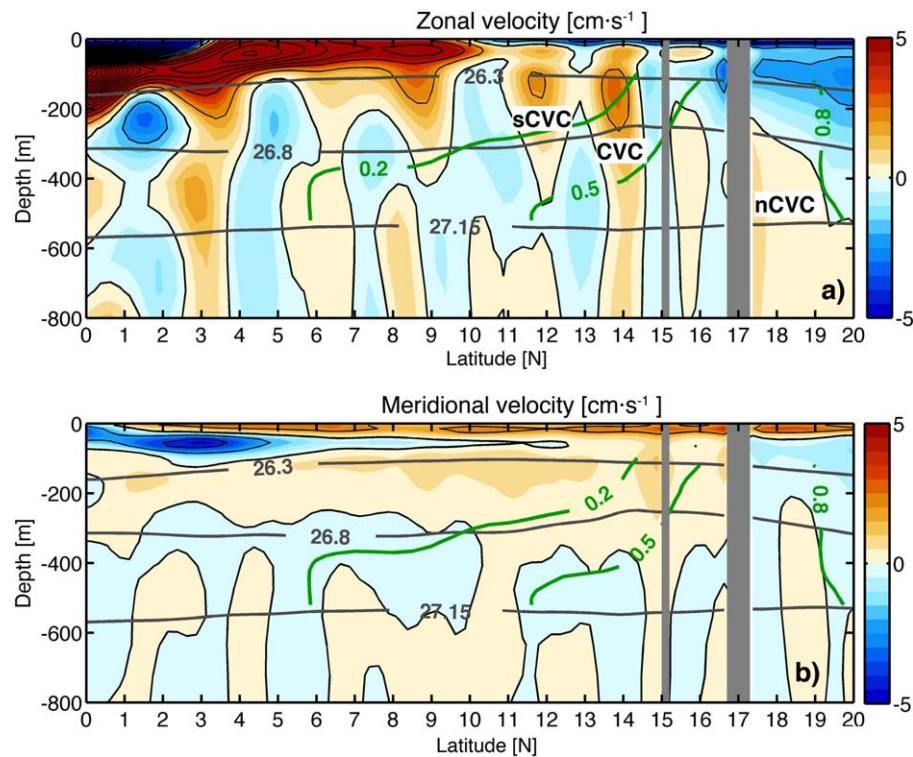 Zonal velocity [cm·s⁻¹ ]
0
-200
-400
-600
-800
Depth [m]
26.3
26.8
27.15
0.2
0.5
0.8
sCVC
CVC
nCVC
a)
0 1 2 3 4 5 6 7 8 9 10 11 12 13 14 15 16 17 18 19 20
Latitude [N]
5
0
-5
Meridional velocity [cm·s⁻¹ ]
0
-200
-400
-600
-800
Depth [m]
26.3
26.8
27.15
0.2
0.5
0.8
b)
0 1 2 3 4 5 6 7 8 9 10 11 12 13 14 15 16 17 18 19 20
Latitude [N]
5
0
-5